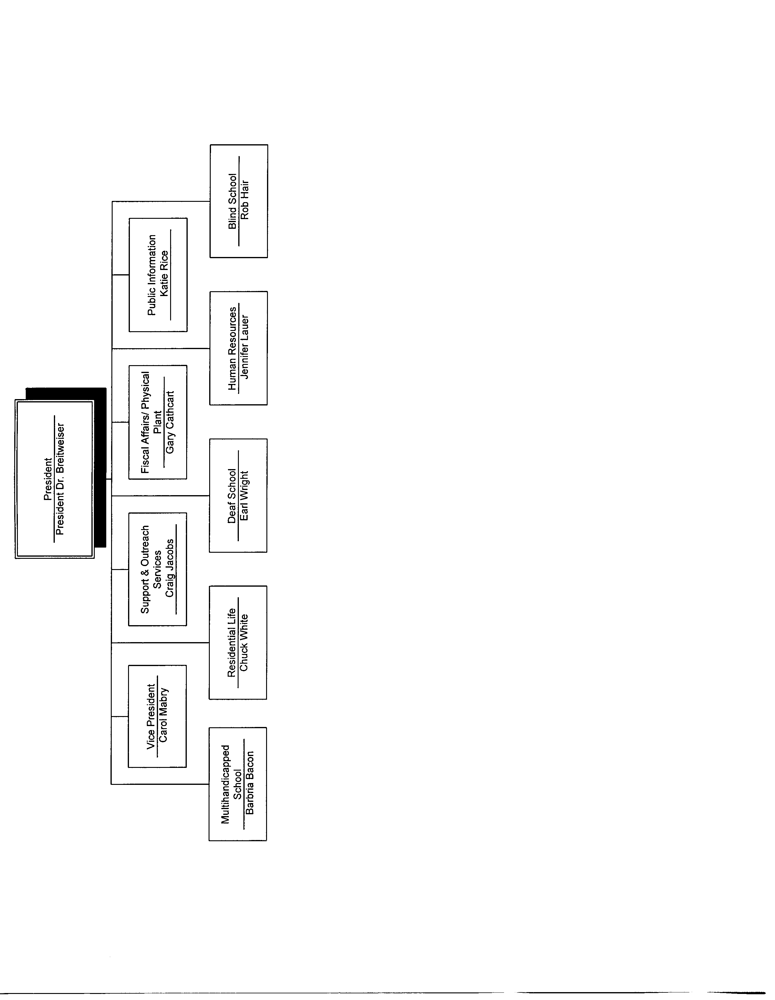 President
President Dr. Breitweiser
Vice President
Carol Mabry
Support & Outreach
Services
Craig Jacobs
Fiscal Affairs/ Physical
Plant
Gary Cathcart
Public Information
Katie Rice
Multihandicapped
School
Barbria Bacon
Residential Life
Chuck White
Deaf School
Earl Wright
Human Resources
Jennifer Lauer
Blind School
Rob Hair